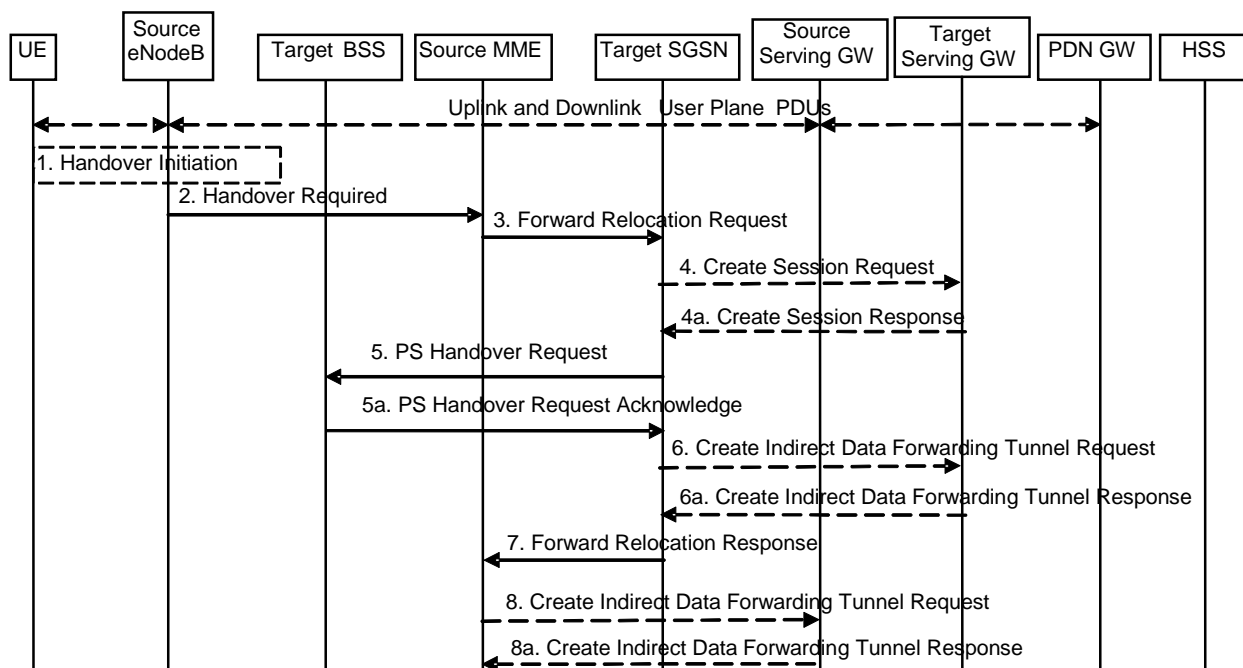 UE
Source
eNodeB
Target BSS
Source MME
Target SGSN
Source
Serving GW
Target
Serving GW
PDN GW
HSS
Uplink and Downlink User Plane PDUs
1. Handover Initiation
2. Handover Required
3. Forward Relocation Request
4. Create Session Request
4a. Create Session Response
5. PS Handover Request
5a. PS Handover Request Acknowledge
6. Create Indirect Data Forwarding Tunnel Request
6a. Create Indirect Data Forwarding Tunnel Response
7. Forward Relocation Response
8. Create Indirect Data Forwarding Tunnel Request
8a. Create Indirect Data Forwarding Tunnel Response